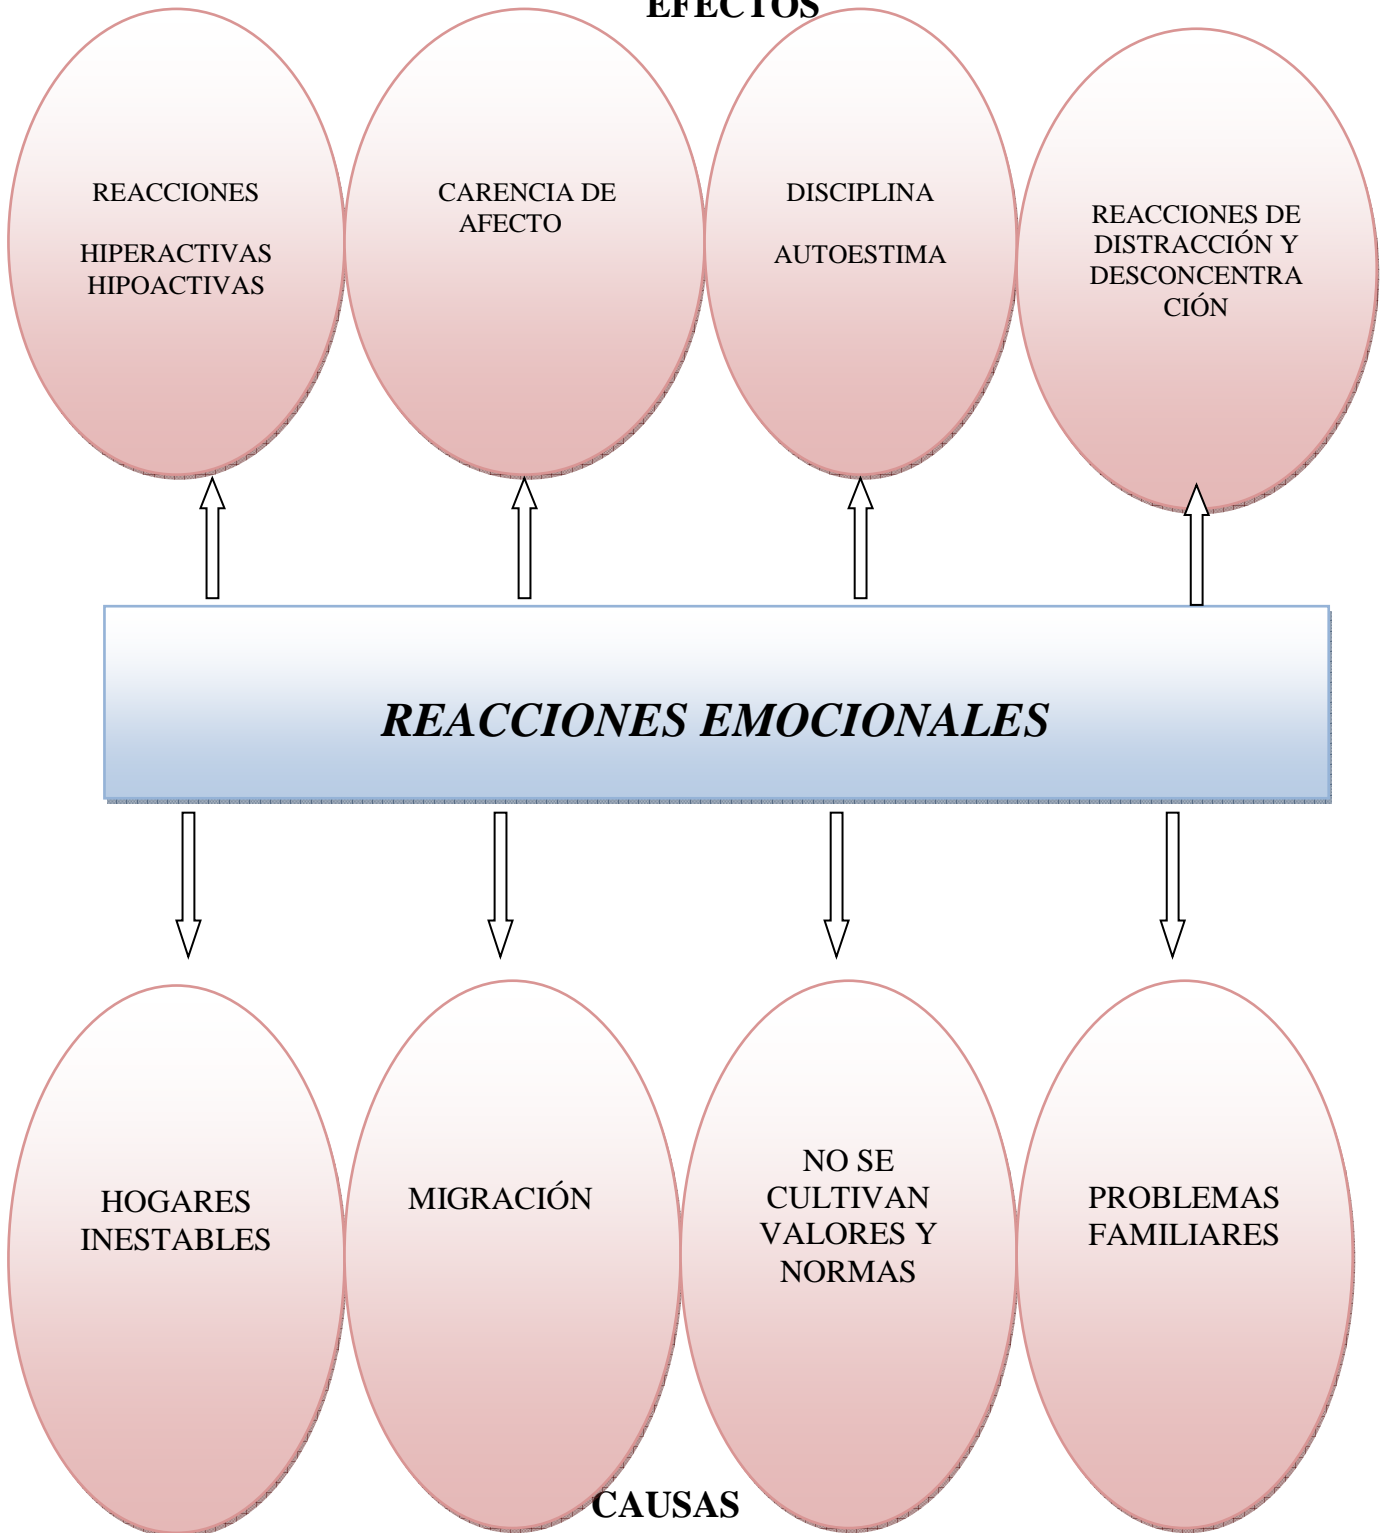 EFECTOS
REACCIONES
HIPERACTIVAS
HIPOACTIVAS
CARENCIA DE
AFECTO
DISCIPLINA
AUTOESTIMA
REACCIONES DE
DISTRACCIÓN Y
DESCONCENTRA
CIÓN
REACCIONES EMOCIONALES
HOGARES
INESTABLES
MIGRACIÓN
NO SE
CULTIVAN
VALORES Y
NORMAS
PROBLEMAS
FAMILIARES
CAUSAS